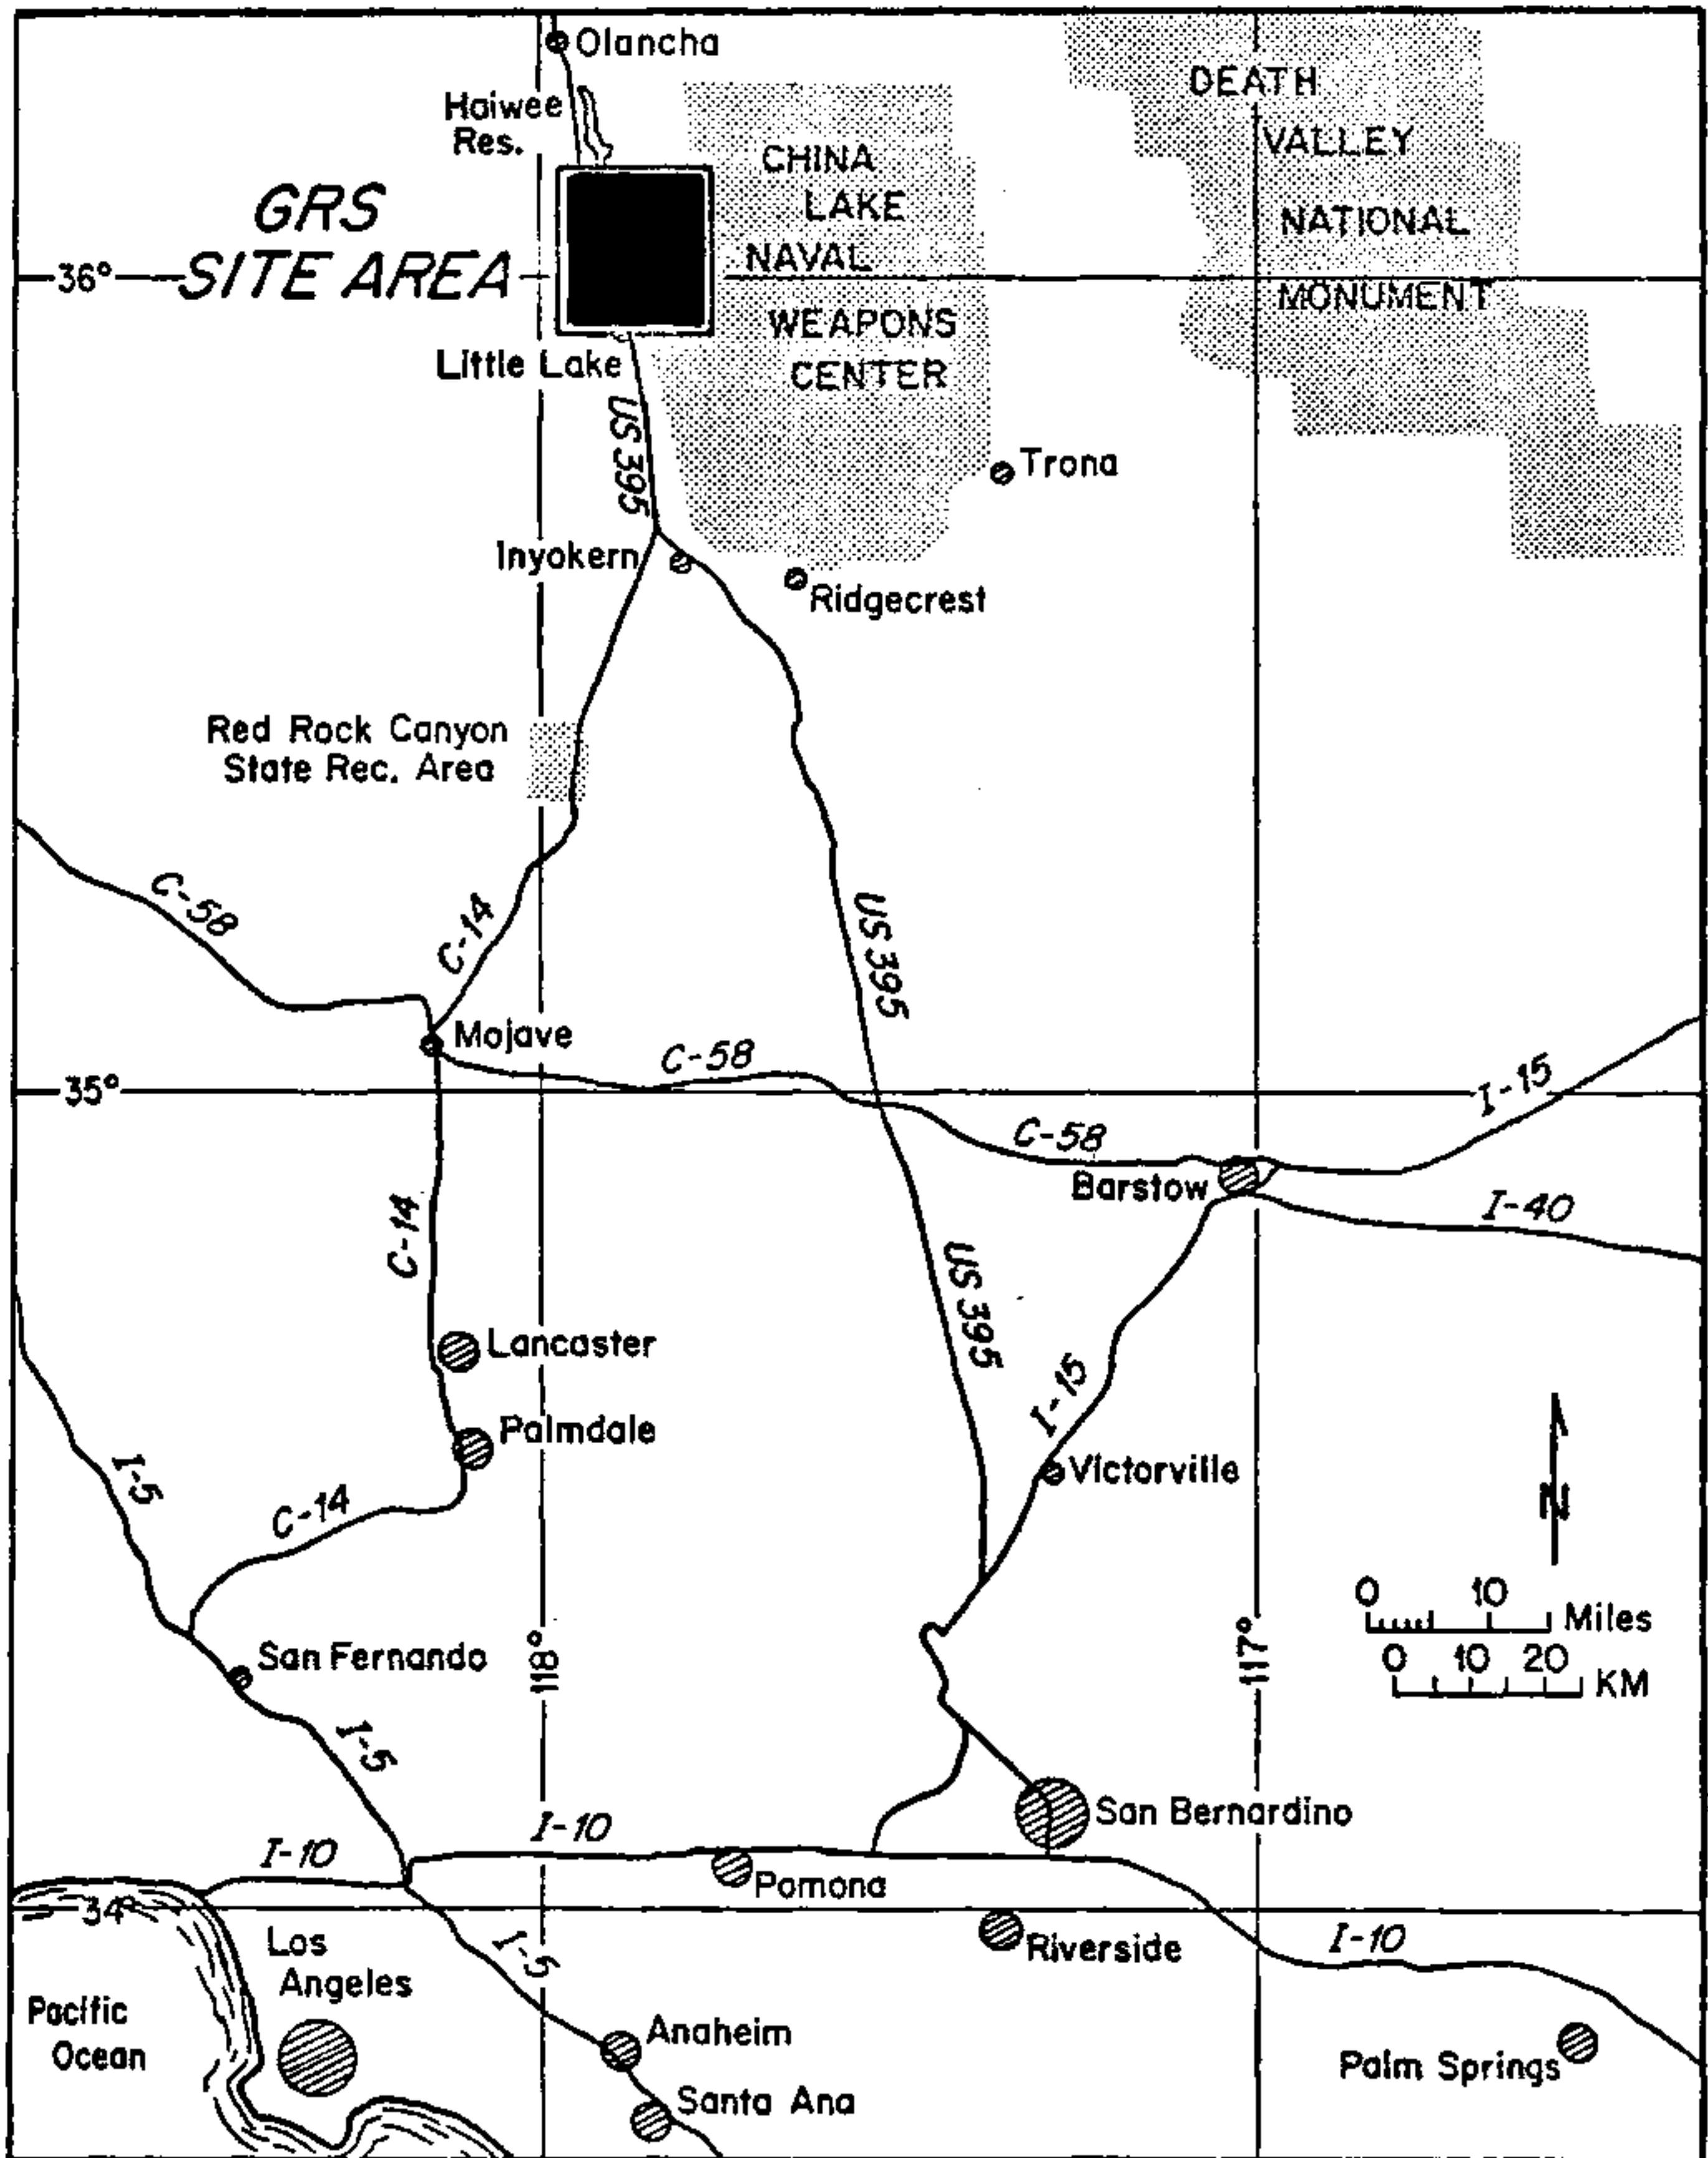 Olancha
Haiwee
Res.
DEATH
VALLEY
NATIONAL
MONUMENT
CHINA
LAKE
NAVAL
WEAPONS
CENTER
GRS
SITE AREA
36°
Little Lake
US 395
Trona
Inyokern
Ridgecrest
Red Rock Canyon
State Rec. Area
C-58
C-14
US 395
Mojave
C-58
35°
I-15
C-58
Barstow
I-40
C-14
US 395
Lancaster
I-15
Palmdale
Victorville
I-5
C-14
N
0 10 Miles
0 10 20 KM
San Fernando
118°
117°
I-5
San Bernardino
I-10
I-10
Pomona
34°
Los
Angeles
I-5
Riverside
I-10
Pacific
Ocean
Anaheim
Palm Springs
Santa Ana